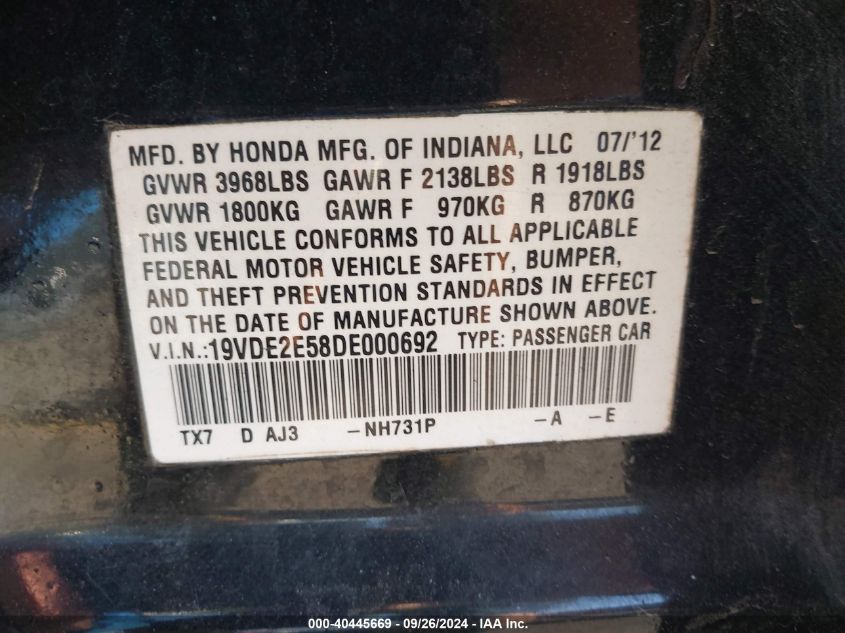 MFD. BY HONDA MFG. OF INDIANA, LLC 07/'12
GVWR 3968LBS GAWR F 2138LBS R 1918LBS
GVWR 1800KG GAWR F 970KG R 870KG
THIS VEHICLE CONFORMS TO ALL APPLICABLE
FEDERAL MOTOR VEHICLE SAFETY, BUMPER,
AND THEFT PREVENTION STANDARDS IN EFFECT
ON THE DATE OF MANUFACTURE SHOWN ABOVE.
V.I.N.:19VDE2E58DE000692 TYPE: PASSENGER CAR
TX7 D AJ3 -NH731P -A -E
000-40445669 - 09/26/2024 - IAA Inc.